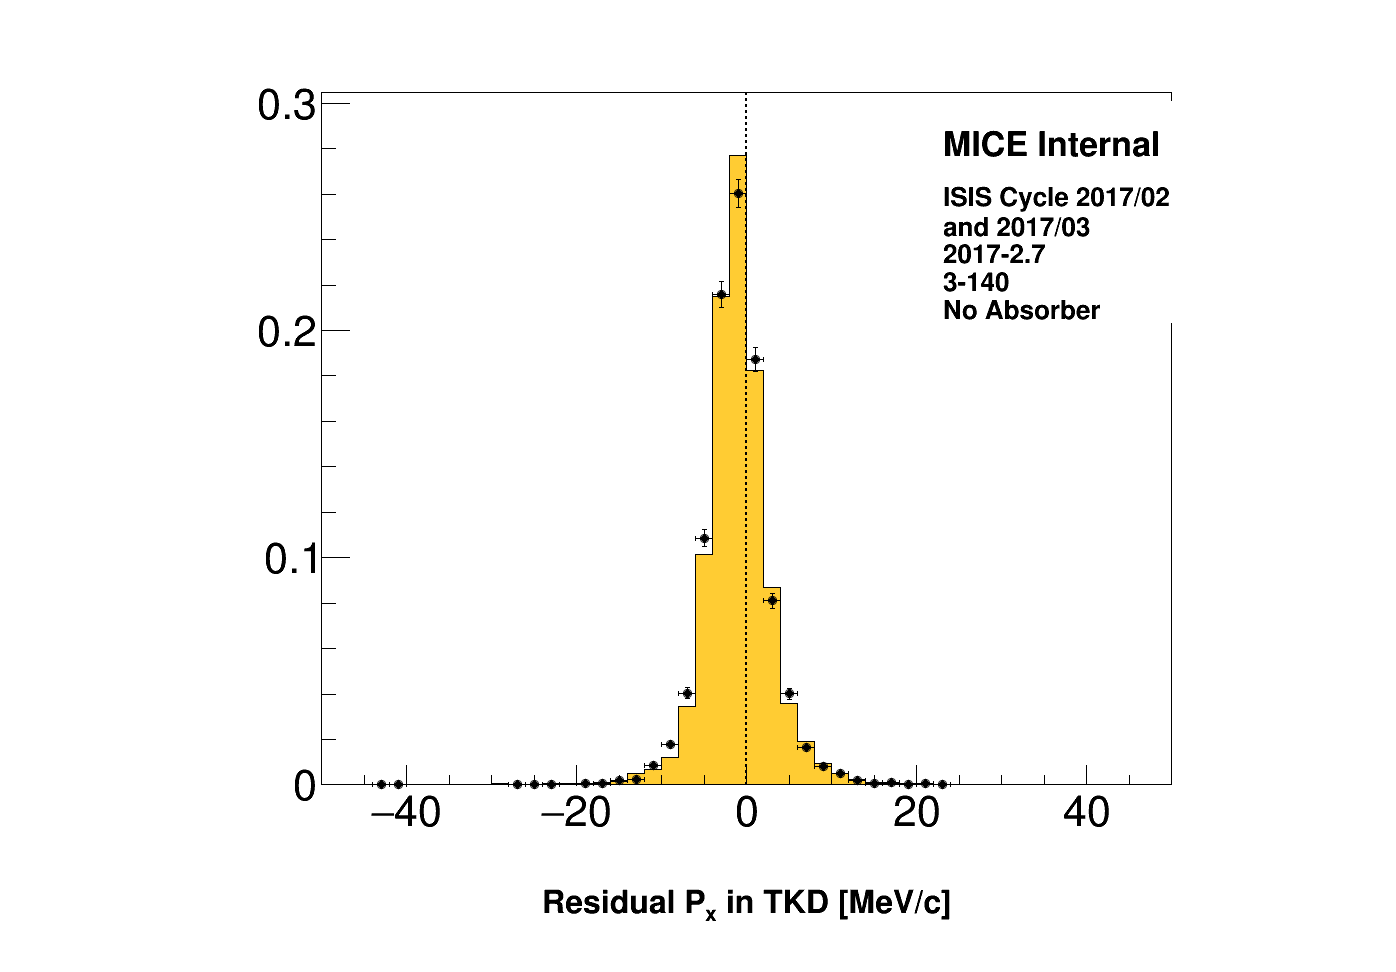 0.3
MICE Internal
ISIS Cycle 2017/02
and 2017/03
2017-2.7
3-140
No Absorber
0.2
0.1
0
−40 −20 0 20 40
Residual Px in TKD [MeV/c]